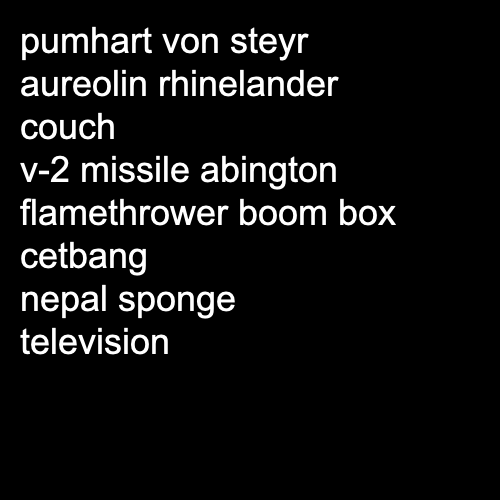 pumhart von steyr
aureolin rhinelander
couch
v-2 missile abington
flamethrower boom box
cetbang
nepal sponge
television